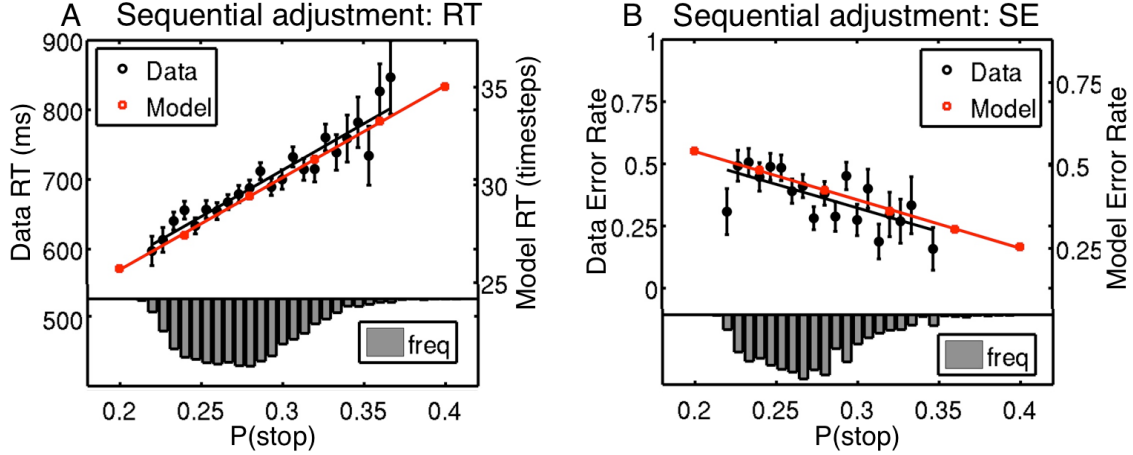 A Sequential adjustment: RT
900
800
700
600
500
Data RT (ms)
Data
Model
35
30
25
Model RT (timesteps)
freq
0.2 0.25 0.3 0.35 0.4
P(stop)
B Sequential adjustment: SE
1
0.75
0.5
0.25
0
Data Error Rate
Data
Model
0.75
0.5
0.25
Model Error Rate
freq
0.2 0.25 0.3 0.35 0.4
P(stop)